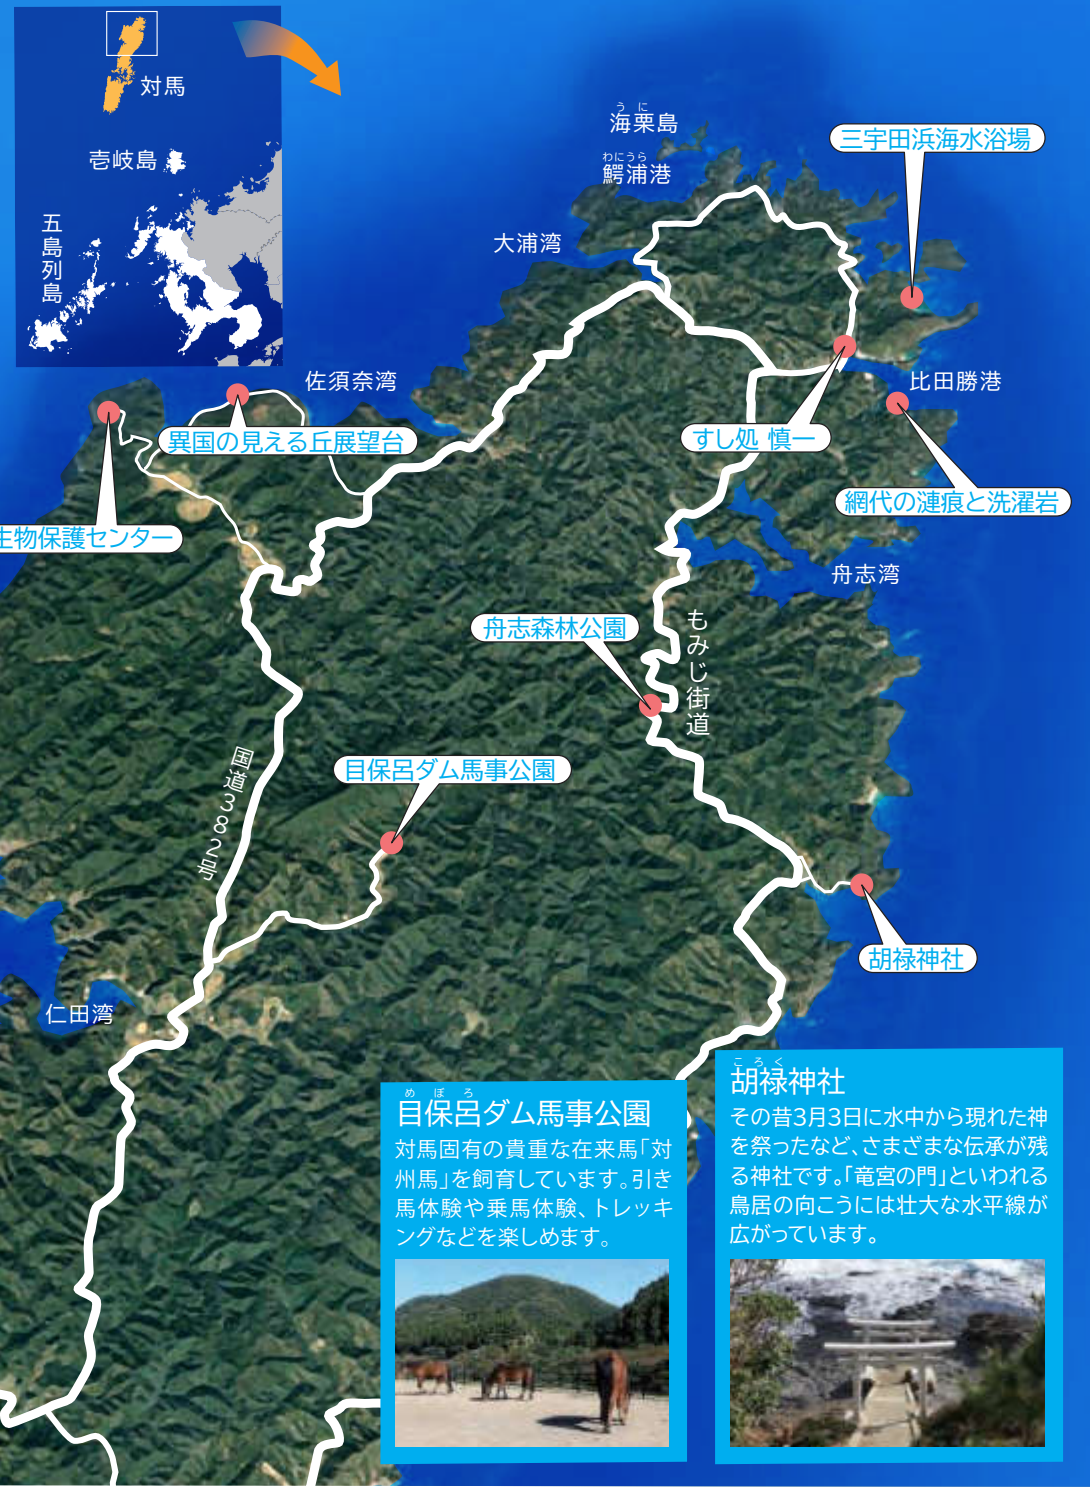 対馬
壱岐島
五島列島
うに
海栗島
わにうら
鰐浦港
大浦湾
三宇田浜海水浴場
佐須奈湾
比田勝港
異国の見える丘展望台
すし処 慎一
網代の漣痕と洗濯岩
生物保護センター
舟志湾
舟志森林公園
もみじ街道
国道382号
目保呂ダム馬事公園
胡禄神社
仁田湾
めぼろ
目保呂ダム馬事公園
対馬固有の貴重な在来馬「対
州馬」を飼育しています。引き
馬体験や乗馬体験、トレッキ
ングなどを楽しめます。
ころく
胡禄神社
その昔3月3日に水中から現れた神
を祭ったなど、さまざまな伝承が残
る神社です。「竜宮の門」といわれる
鳥居の向こうには壮大な水平線が
広がっています。